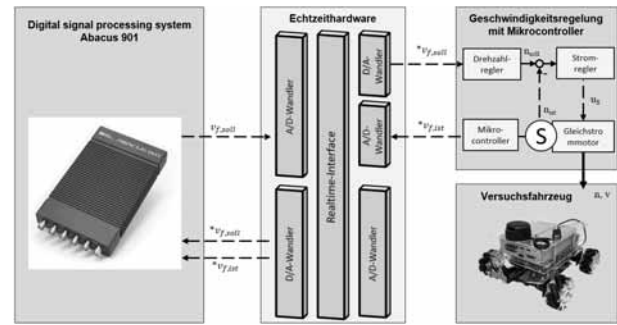 Digital signal processing system
Abacus 901
v_f,soll
*v_f,soll
*v_f,ist
Echtzeithardware
A/D-Wandler
D/A-Wandler
Realtime-Interface
D/A-Wandler
A/D-Wandler
A/D-Wandler
*v_f,soll
*v_f,ist
Geschwindigkeitsregelung
mit Mikrocontroller
Drehzahl-
regler
n_soll
Strom-
regler
n_ist
u_S
Mikro-
controller
S
Gleichstro
mmotor
n, v
Versuchsfahrzeug